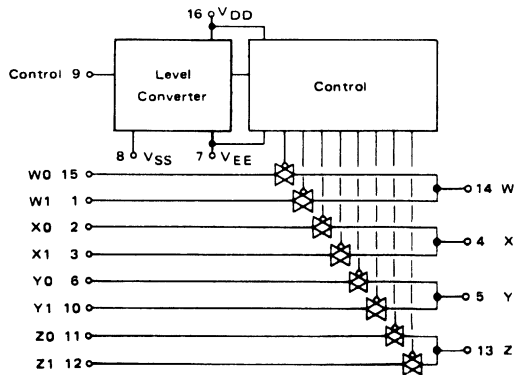 16 VDD
Control 9
Level
Converter
Control
8 VSS
7 VEE
W0 15
14 W
W1 1
X0 2
4 X
X1 3
Y0 6
5 Y
Y1 10
Z0 11
13 Z
Z1 12